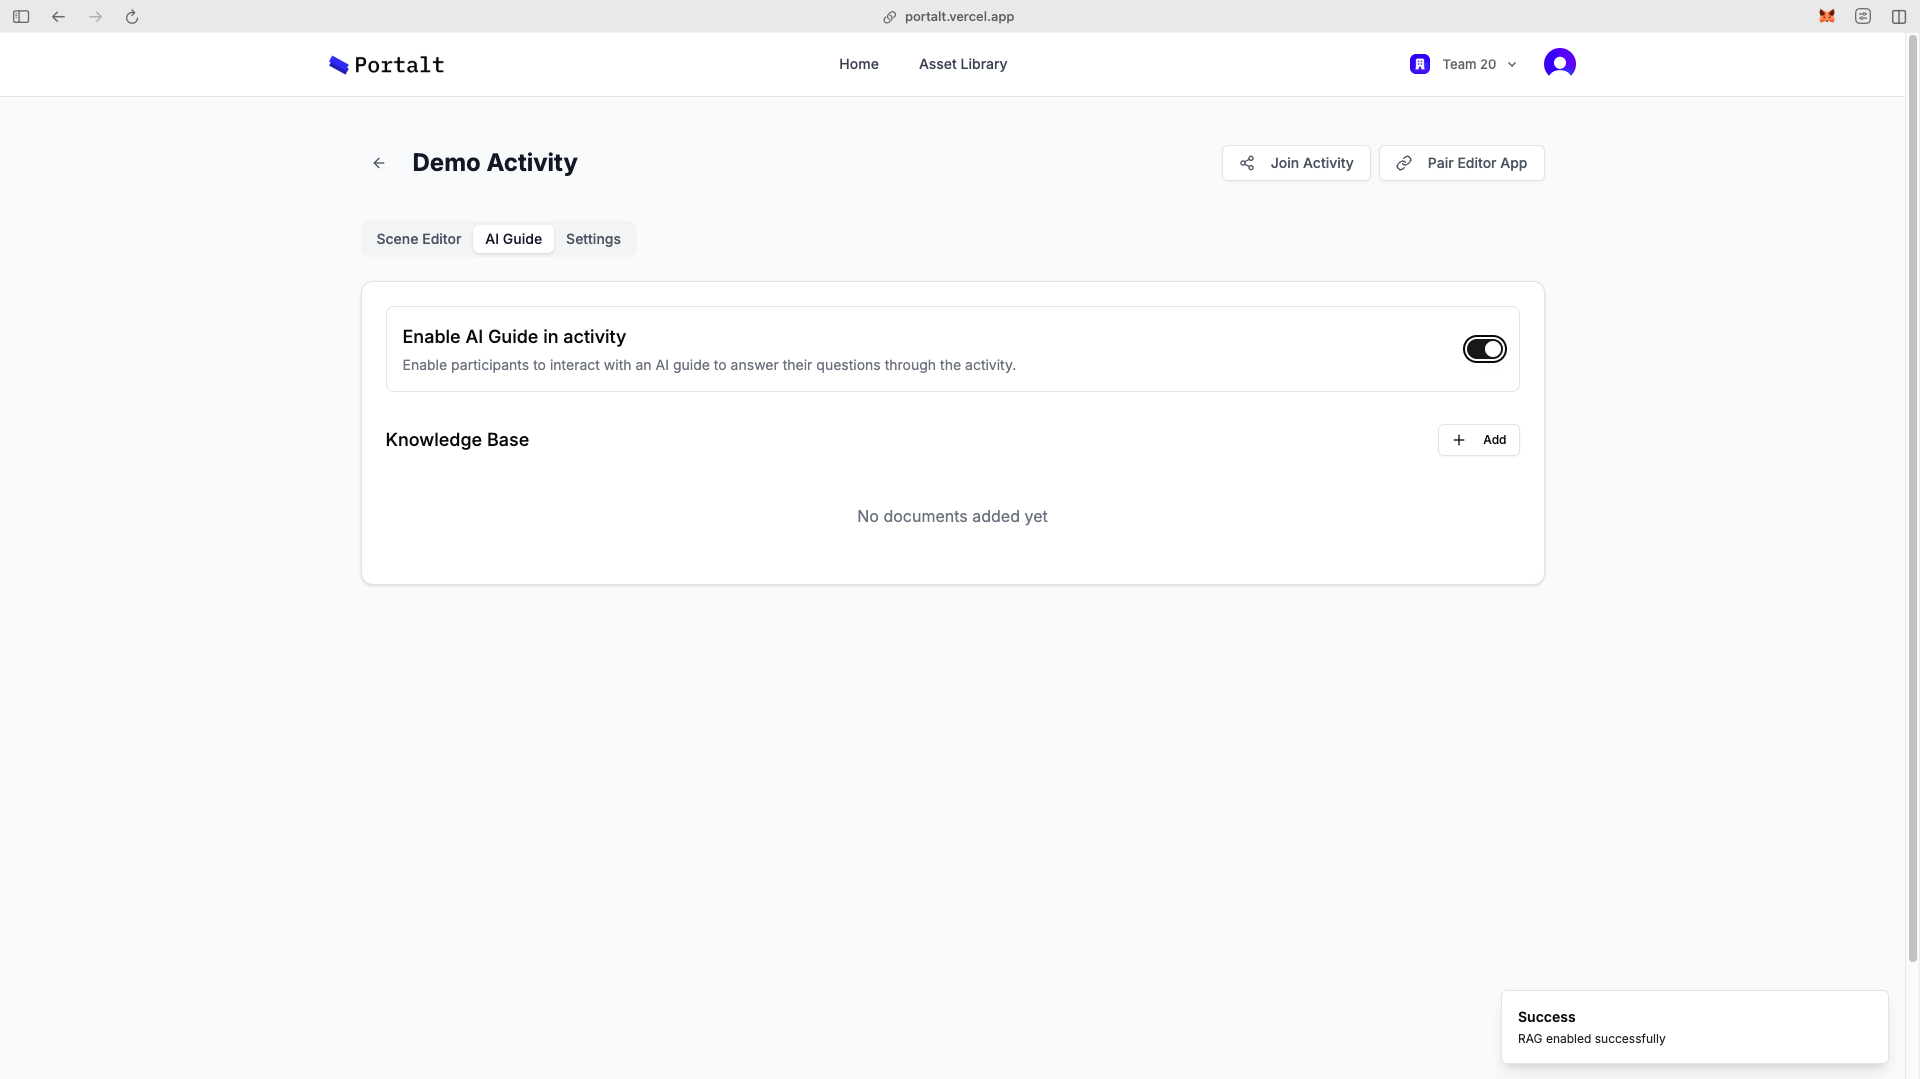 portalt.vercel.app
Portalt
Home
Asset Library
Team 20
Demo Activity
Join Activity
Pair Editor App
Scene Editor
AI Guide
Settings
Enable AI Guide in activity
Enable participants to interact with an AI guide to answer their questions through the activity.
Knowledge Base
Add
No documents added yet
Success
RAG enabled successfully